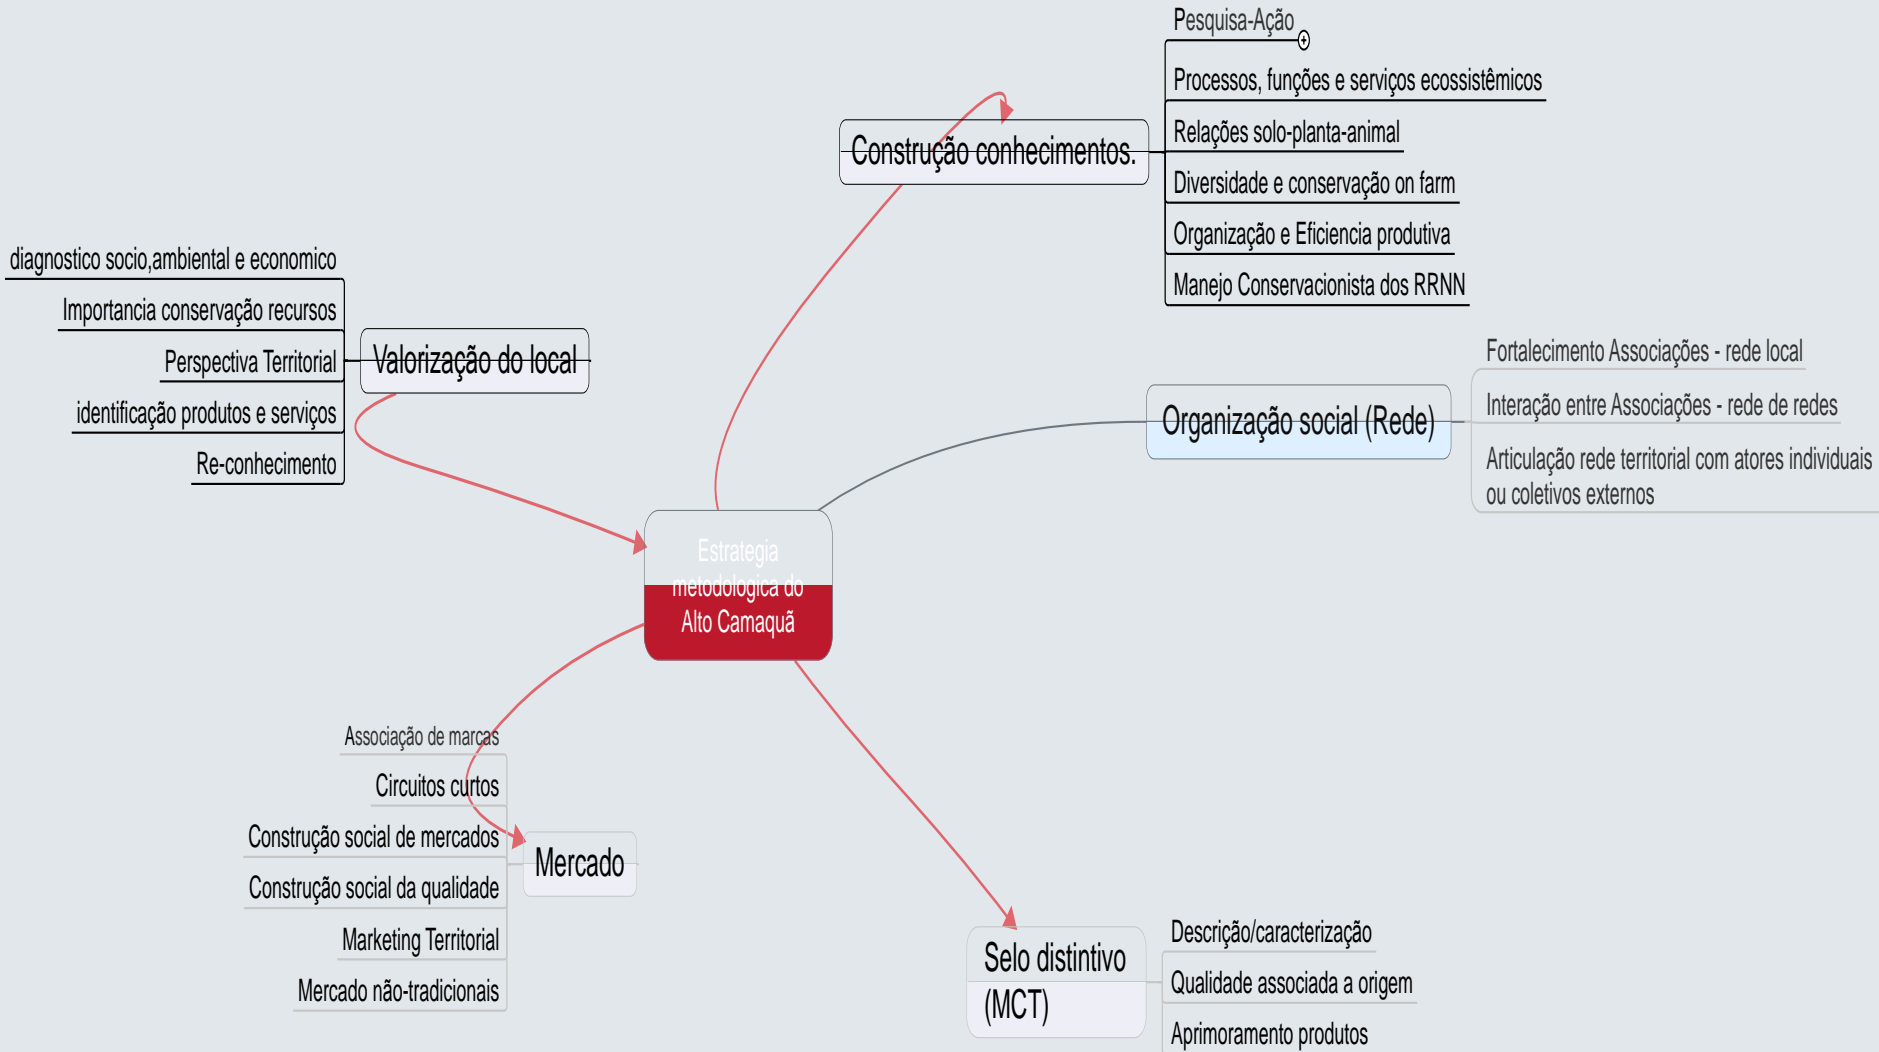 Pesquisa-Ação
Processos, funções e serviços ecossistêmicos
Construção conhecimentos.
Relações solo-planta-animal
Diversidade e conservação on farm
Organização e Eficiencia produtiva
Manejo Conservacionista dos RRNN
diagnostico socio,ambiental e economico
Importancia conservação recursos
Valorização do local
Perspectiva Territorial
identificação produtos e serviços
Re-conhecimento
Fortalecimento Associações - rede local
Organização social (Rede)
Interação entre Associações - rede de redes
Articulação rede territorial com atores individuais
ou coletivos externos
Estrategia
metodologica do
Alto Camaquã
Associação de marcas
Circuitos curtos
Construção social de mercados
Mercado
Construção social da qualidade
Marketing Territorial
Mercado não-tradicionais
Selo distintivo
(MCT)
Descrição/caracterização
Qualidade associada a origem
Aprimoramento produtos